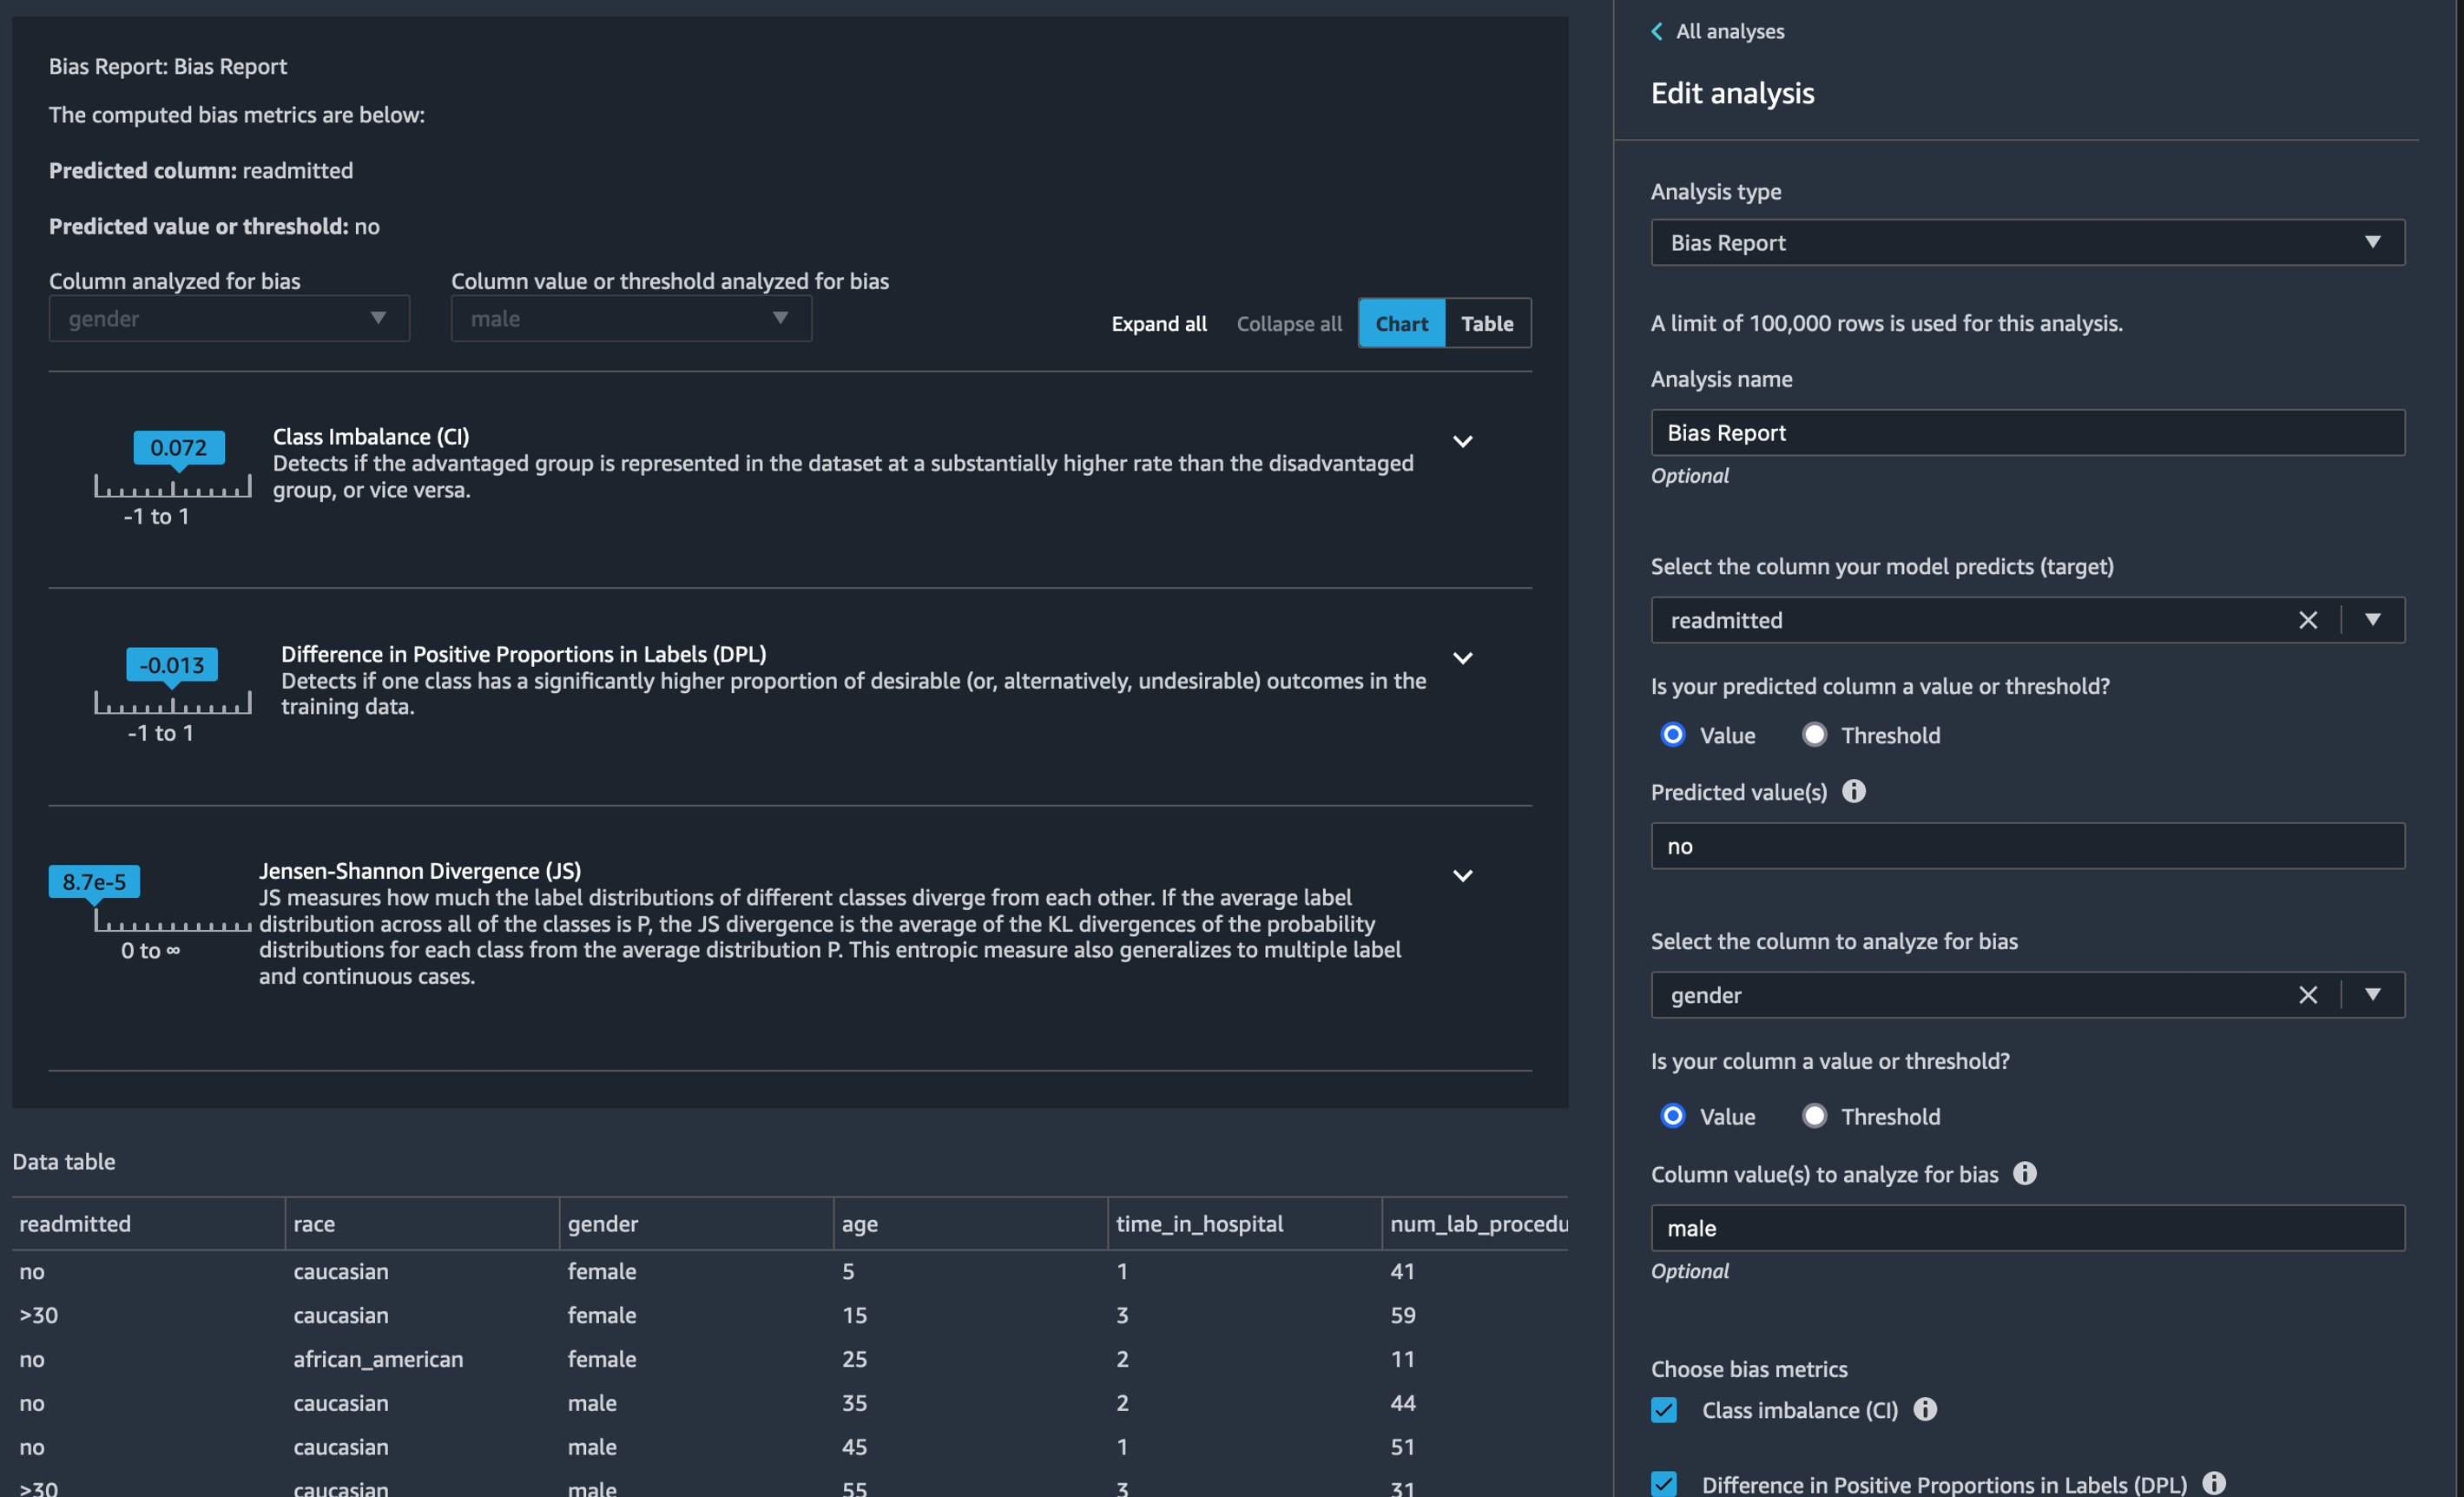 Bias Report: Bias Report
The computed bias metrics are below:
Predicted column: readmitted
Predicted value or threshold: no
Column analyzed for bias
gender
Column value or threshold analyzed for bias
male
Expand all
Collapse all
Chart
Table
0.072
-1 to 1
Class Imbalance (CI)
Detects if the advantaged group is represented in the dataset at a substantially higher rate than the disadvantaged
group, or vice versa.
-0.013
-1 to 1
Difference in Positive Proportions in Labels (DPL)
Detects if one class has a significantly higher proportion of desirable (or, alternatively, undesirable) outcomes in the
training data.
8.7e-5
0 to ∞
Jensen-Shannon Divergence (JS)
JS measures how much the label distributions of different classes diverge from each other. If the average label
distribution across all of the classes is P, the JS divergence is the average of the KL divergences of the probability
distributions for each class from the average distribution P. This entropic measure also generalizes to multiple label
and continuous cases.
Data table
readmitted race gender age time_in_hospital num_lab_procedu
no caucasian female 5 1 41
>30 caucasian female 15 3 59
no african_american female 25 2 11
no caucasian male 35 2 44
no caucasian male 45 1 51
>30 caucasian male 55 3 31
All analyses
Edit analysis
Analysis type
Bias Report
A limit of 100,000 rows is used for this analysis.
Analysis name
Bias Report
Optional
Select the column your model predicts (target)
readmitted
Is your predicted column a value or threshold?
Value
Threshold
Predicted value(s)
no
Select the column to analyze for bias
gender
Is your column a value or threshold?
Value
Threshold
Column value(s) to analyze for bias
male
Optional
Choose bias metrics
Class imbalance (CI)
Difference in Positive Proportions in Labels (DPL)